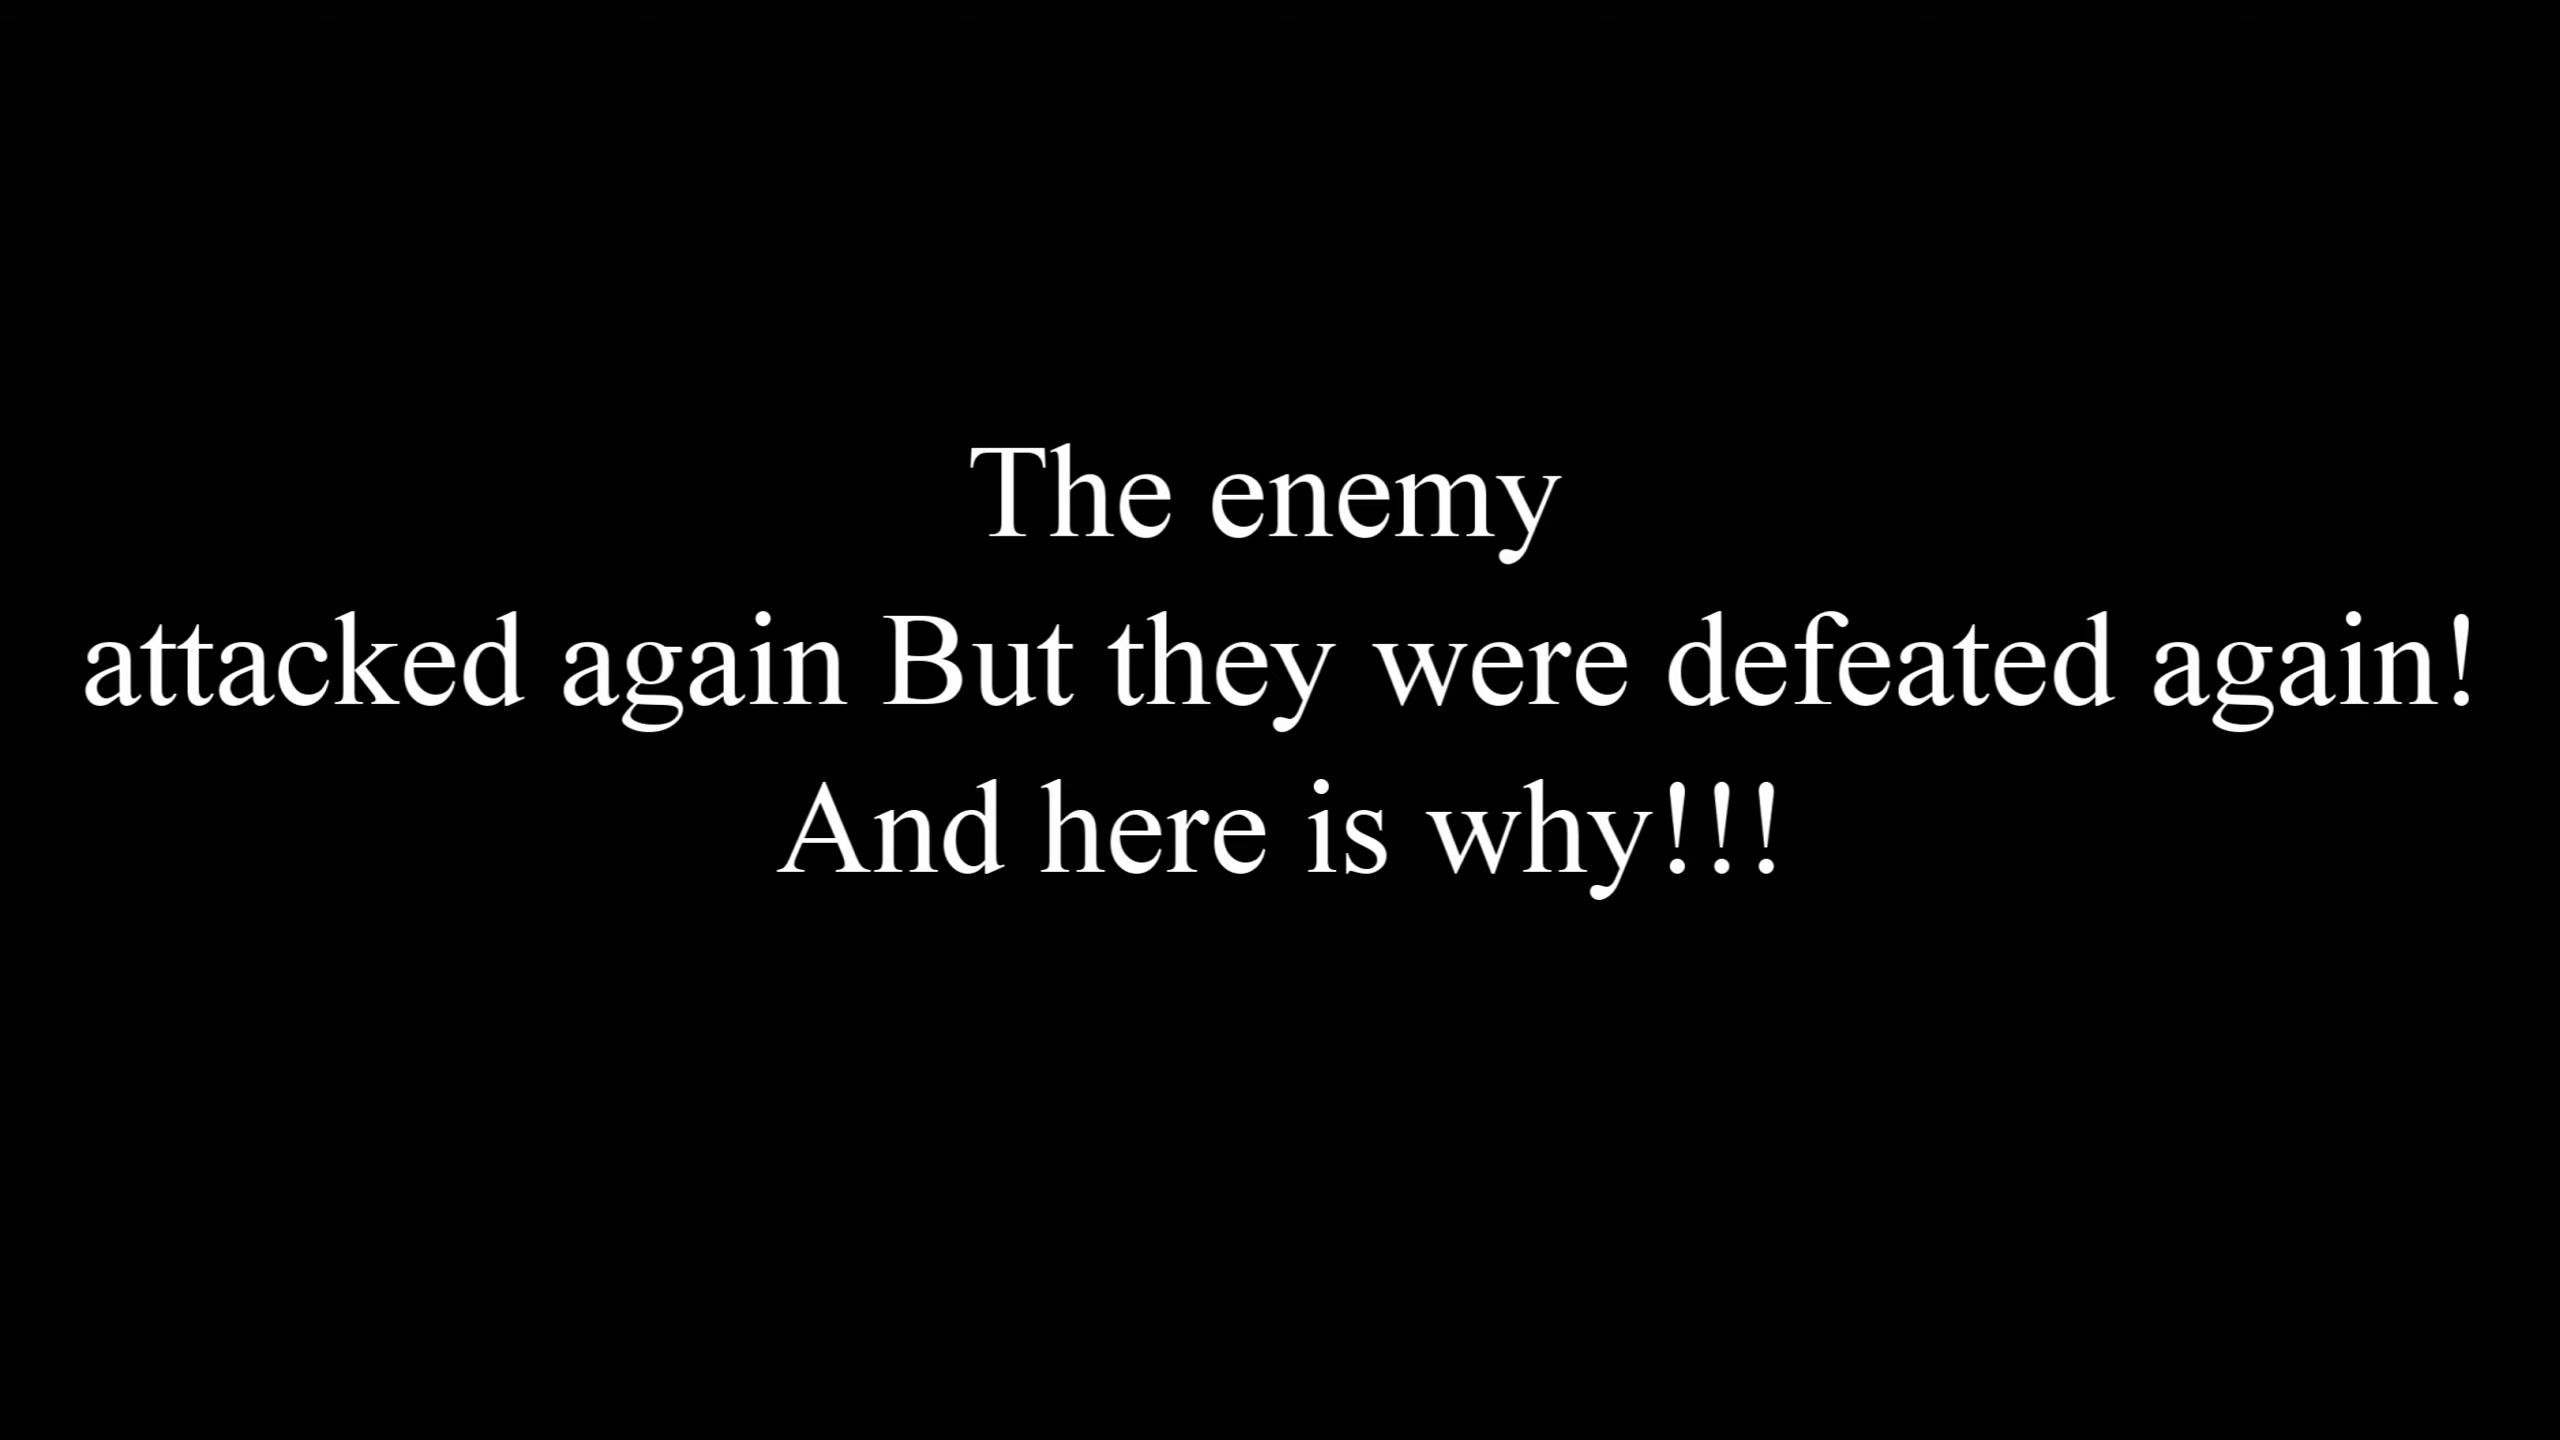 The enemy
attacked again But they were defeated again!
And here is why!!!